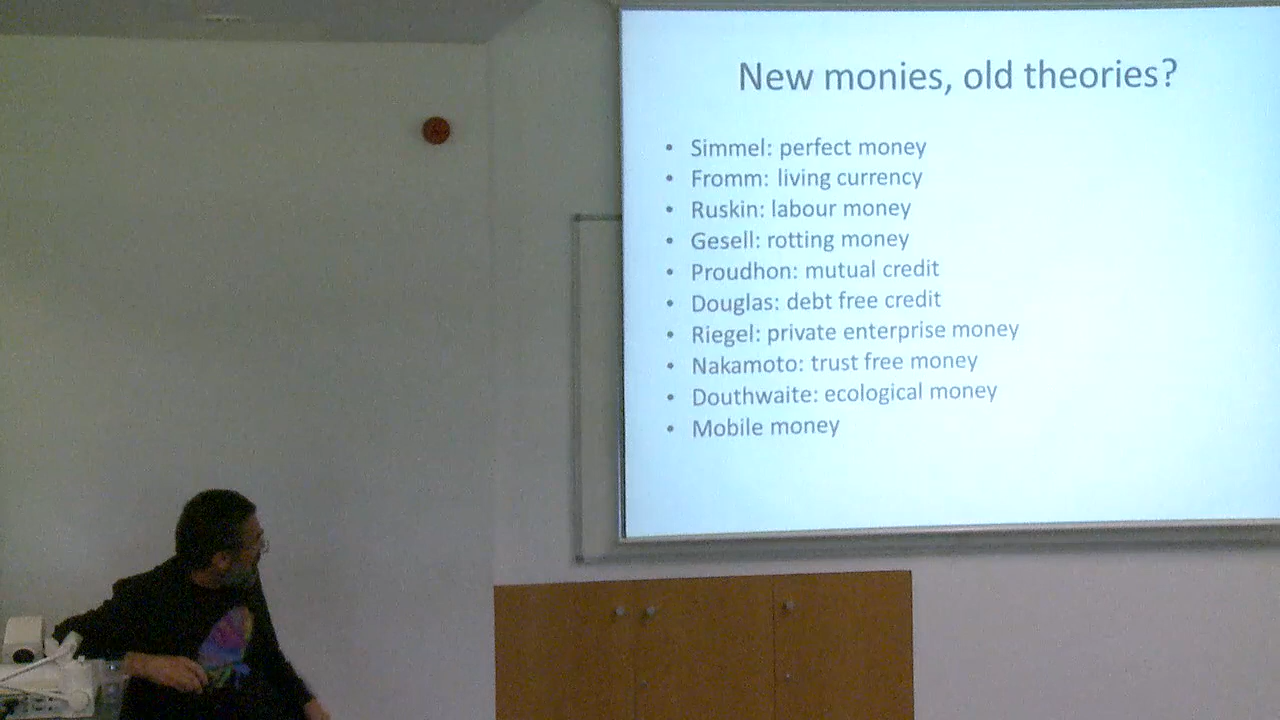 New monies, old theories?
• Simmel: perfect money
• Fromm: living currency
• Ruskin: labour money
• Gesell: rotting money
• Proudhon: mutual credit
• Douglas: debt free credit
• Riegel: private enterprise money
• Nakamoto: trust free money
• Douthwaite: ecological money
• Mobile money